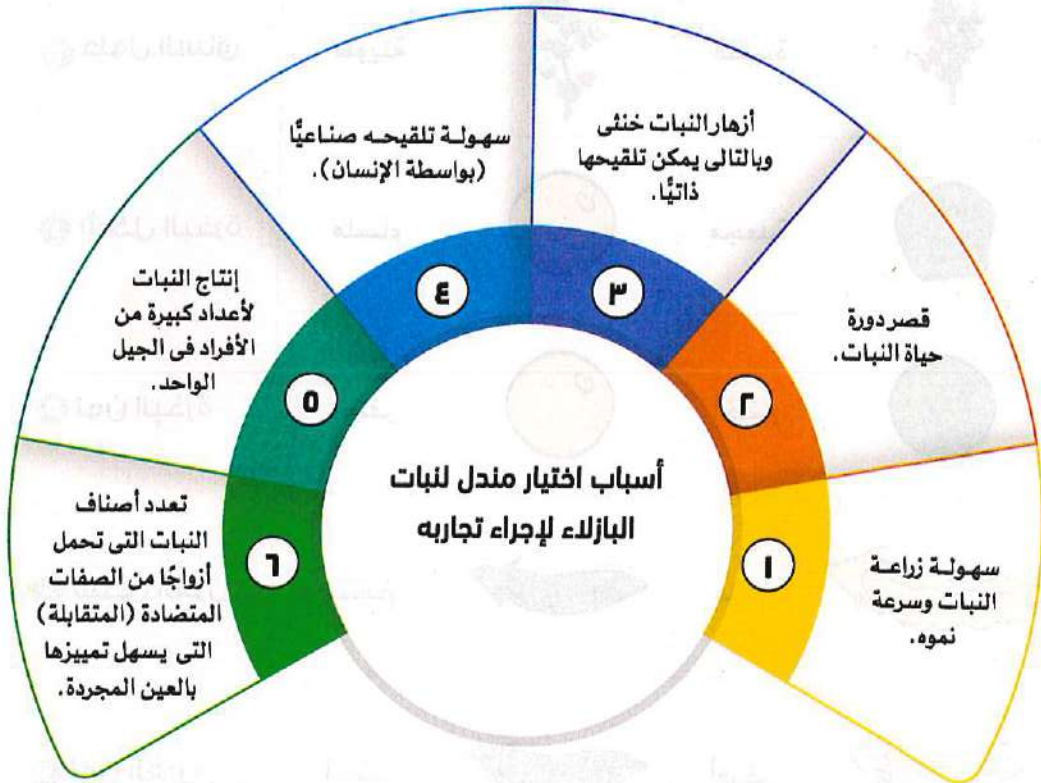 أسباب اختيار مندل لنبات
البازلاء لإجراء تجاربه
١
سهولة زراعة
النبات وسرعة
نموه.
٢
قصر دورة
حياة النبات.
٣
أزهار النبات خنثى
وبالتالى يمكن تلقيحها
ذاتيًا.
٤
سهولة تلقيحه صناعيًا
(بواسطة الإنسان).
٥
إنتاج النبات
لأعداد كبيرة من
الأفراد فى الجيل
الواحد.
٦
تعدد أصناف
النبات التى تحمل
أزواجًا من الصفات
المتضادة (المتقابلة)
التى يسهل تمييزها
بالعين المجردة.